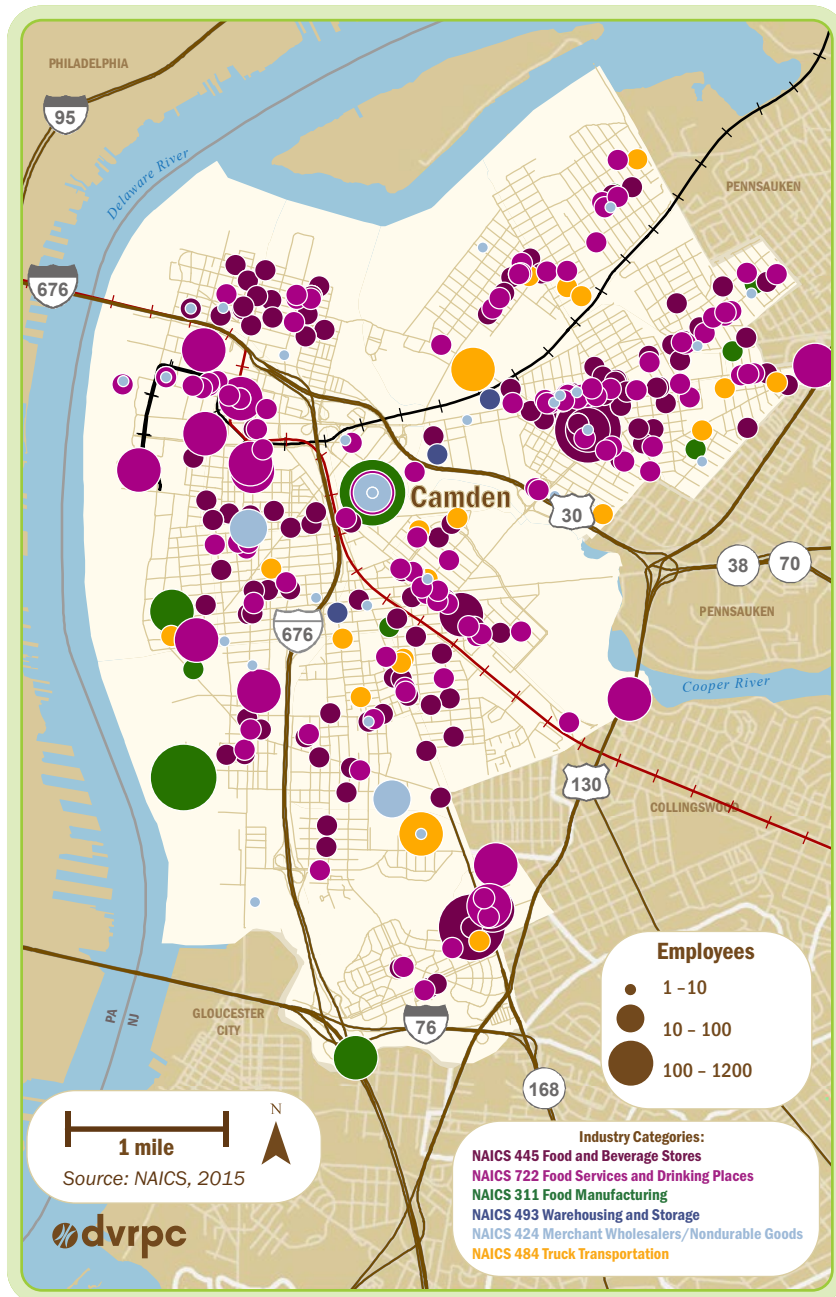 PHILADELPHIA
95
Delaware River
PENNSAUKEN
676
Camden
30
38
70
PENNSAUKEN
676
Cooper River
130
COLLINGSWOOD
Employees
1 –10
10 – 100
100 – 1200
PA
NJ
GLOUCESTER
CITY
76
168
N
1 mile
Source: NAICS, 2015
dvrpc
Industry Categories:
NAICS 445 Food and Beverage Stores
NAICS 722 Food Services and Drinking Places
NAICS 311 Food Manufacturing
NAICS 493 Warehousing and Storage
NAICS 424 Merchant Wholesalers/Nondurable Goods
NAICS 484 Truck Transportation